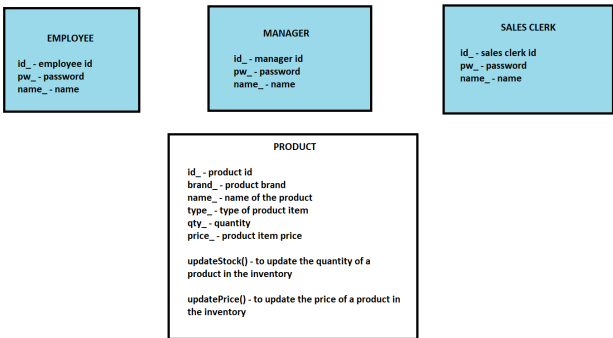 EMPLOYEE
id_ - employee id
pw_ - password
name_ - name
MANAGER
id_ - manager id
pw_ - password
name_ - name
SALES CLERK
id_ - sales clerk id
pw_ - password
name_ - name
PRODUCT
id_ - product id
brand_ - product brand
name_ - name of the product
type_ - type of product item
qty_ - quantity
price_ - product item price
updateStock() - to update the quantity of a
product in the inventory
updatePrice() - to update the price of a product in
the inventory